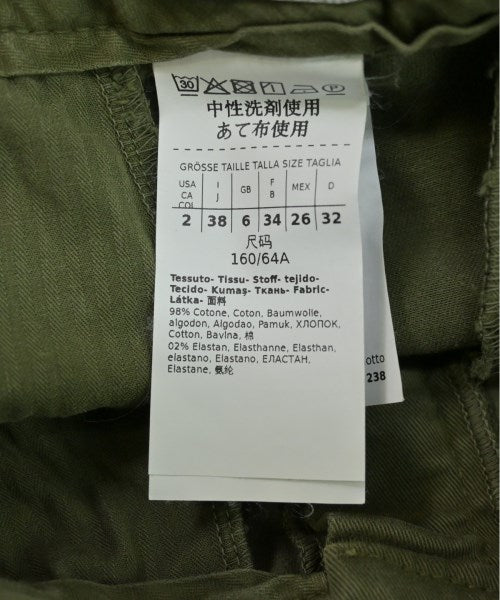 30
中性洗剤使用
あて布使用
GRÖSSE TAILLE TALLA SIZE TAGLIA
USA CA COL I J GB F B MEX D
2 38 6 34 26 32
尺码
160/64A
Tessuto- Tissu- Stoff- tejido-
Tecido- Kumaş- Ткань- Fabric-
Látka- 面料
98% Cotone, Coton, Baumwolle,
algodon, Algodao, Pamuk, ХЛОПОК,
Cotton, Bavlna, 棉
02% Elastan, Elasthanne, Elasthan,
elastano, Elastano, ЕЛАСТАН,
Elastane, 氨纶
otto
238